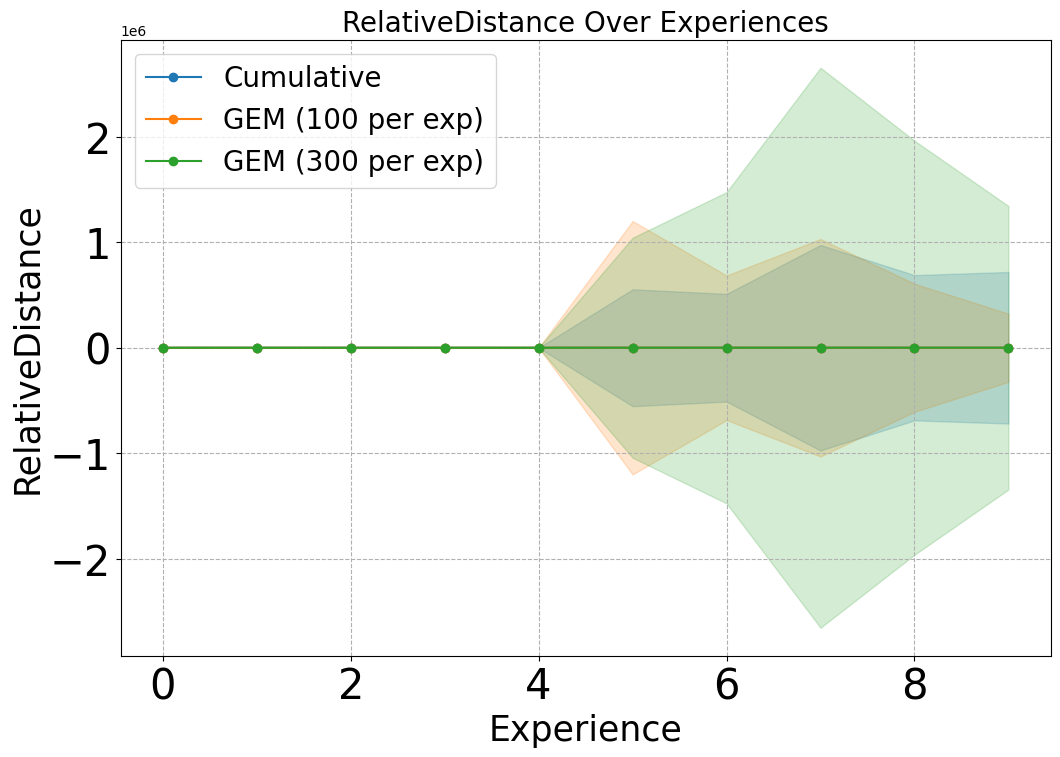 RelativeDistance Over Experiences
1e6
Cumulative
GEM (100 per exp)
GEM (300 per exp)
2
1
0
−1
−2
RelativeDistance
0 2 4 6 8
Experience